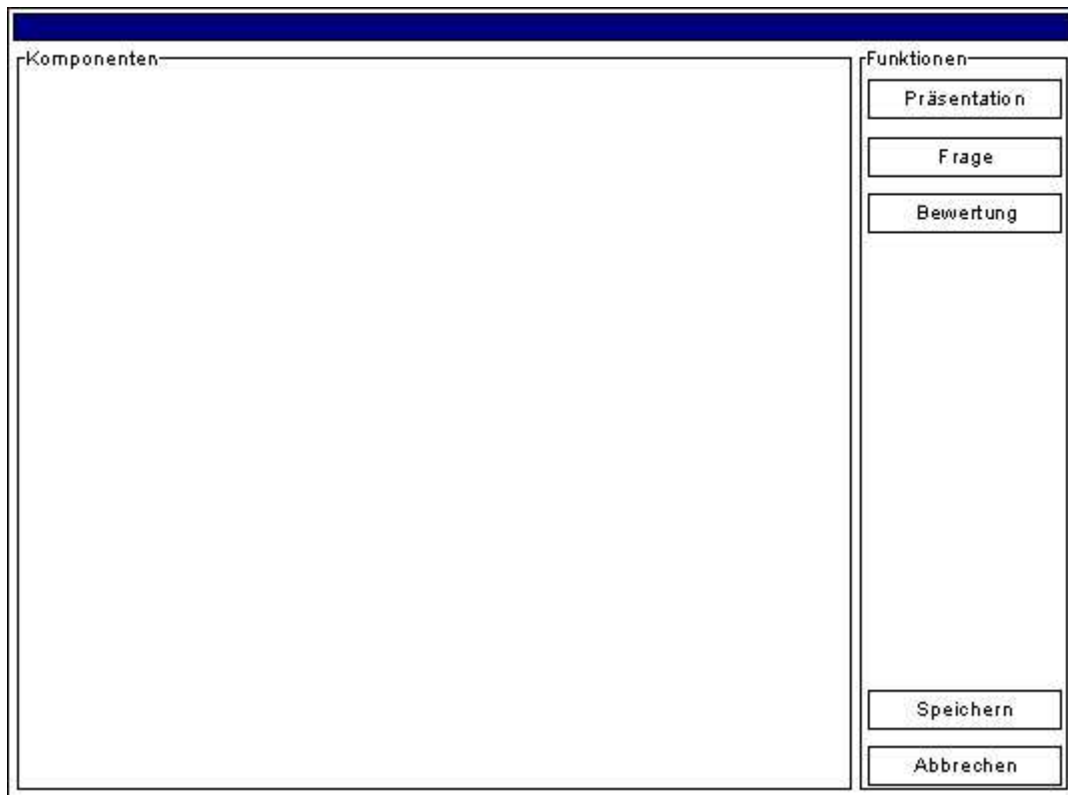 Komponenten
Funktionen
Präsentation
Frage
Bewertung
Speichern
Abbrechen